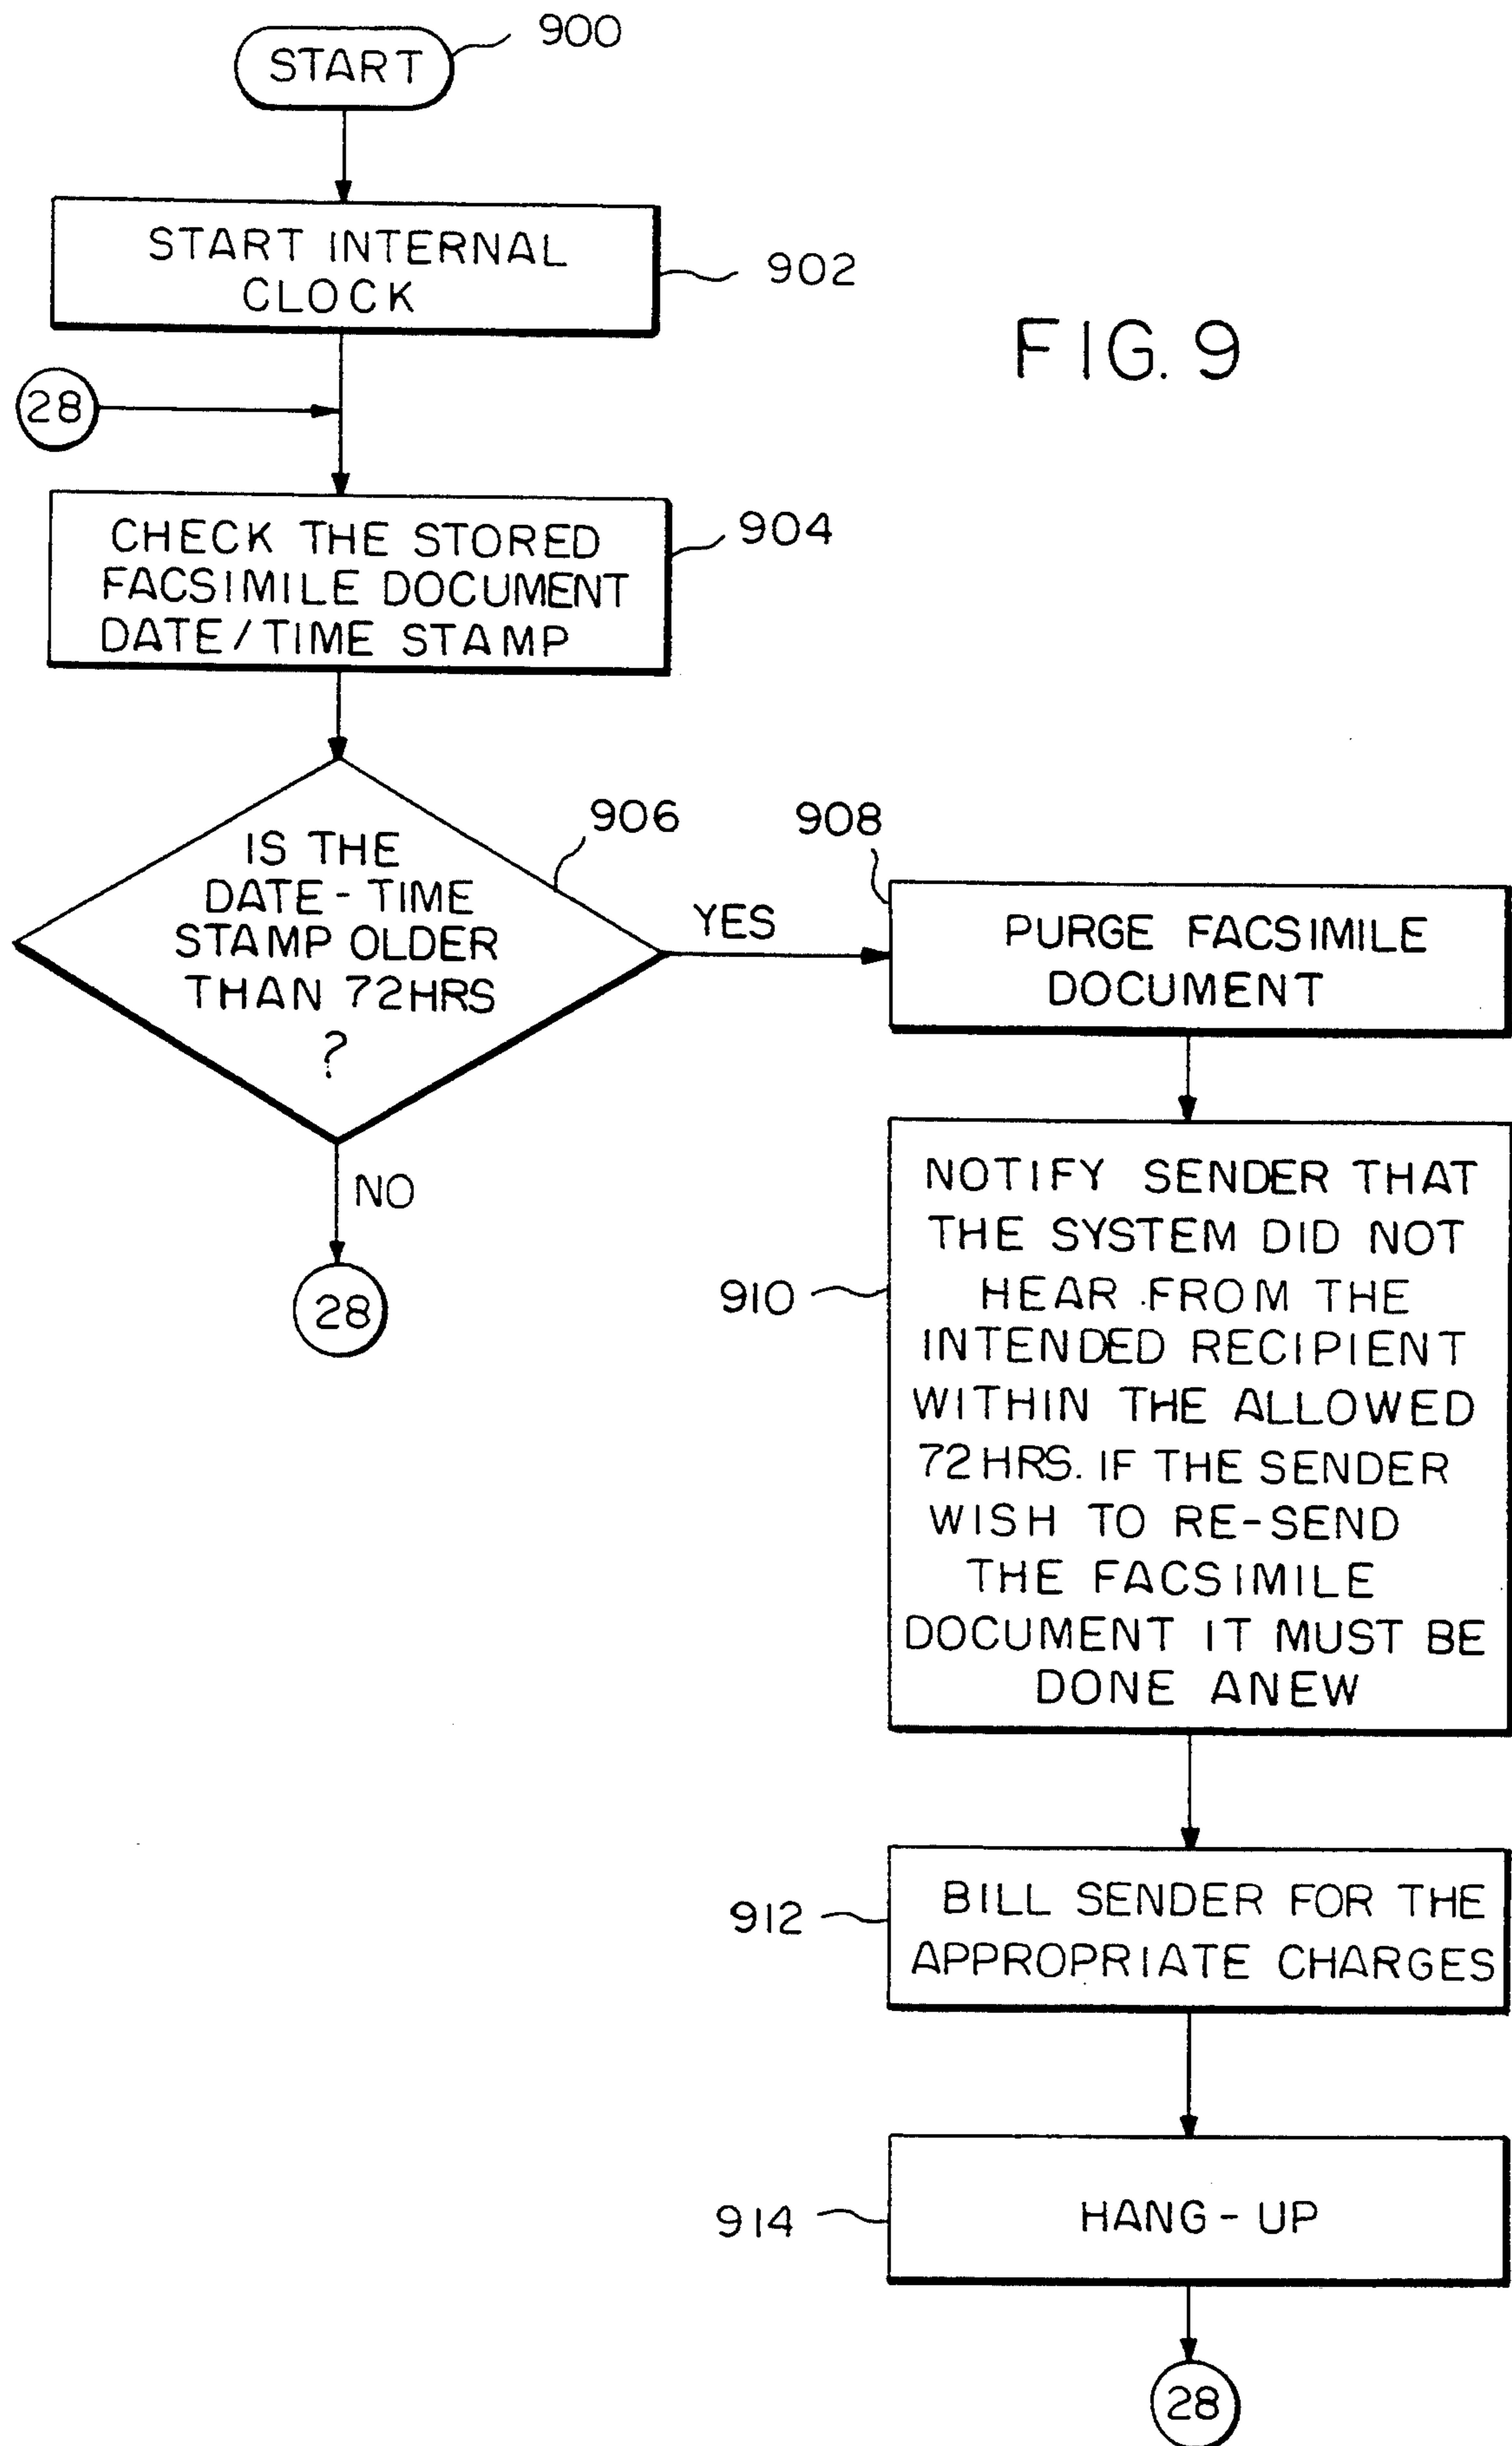 START
900
START INTERNAL
CLOCK
902
FIG. 9
28
CHECK THE STORED
FACSIMILE DOCUMENT
DATE/TIME STAMP
904
IS THE
DATE-TIME
STAMP OLDER
THAN 72HRS
?
906
YES
NO
28
908
PURGE FACSIMILE
DOCUMENT
910
NOTIFY SENDER THAT
THE SYSTEM DID NOT
HEAR FROM THE
INTENDED RECIPIENT
WITHIN THE ALLOWED
72HRS. IF THE SENDER
WISH TO RE-SEND
THE FACSIMILE
DOCUMENT IT MUST BE
DONE ANEW
912
BILL SENDER FOR THE
APPROPRIATE CHARGES
914
HANG-UP
28